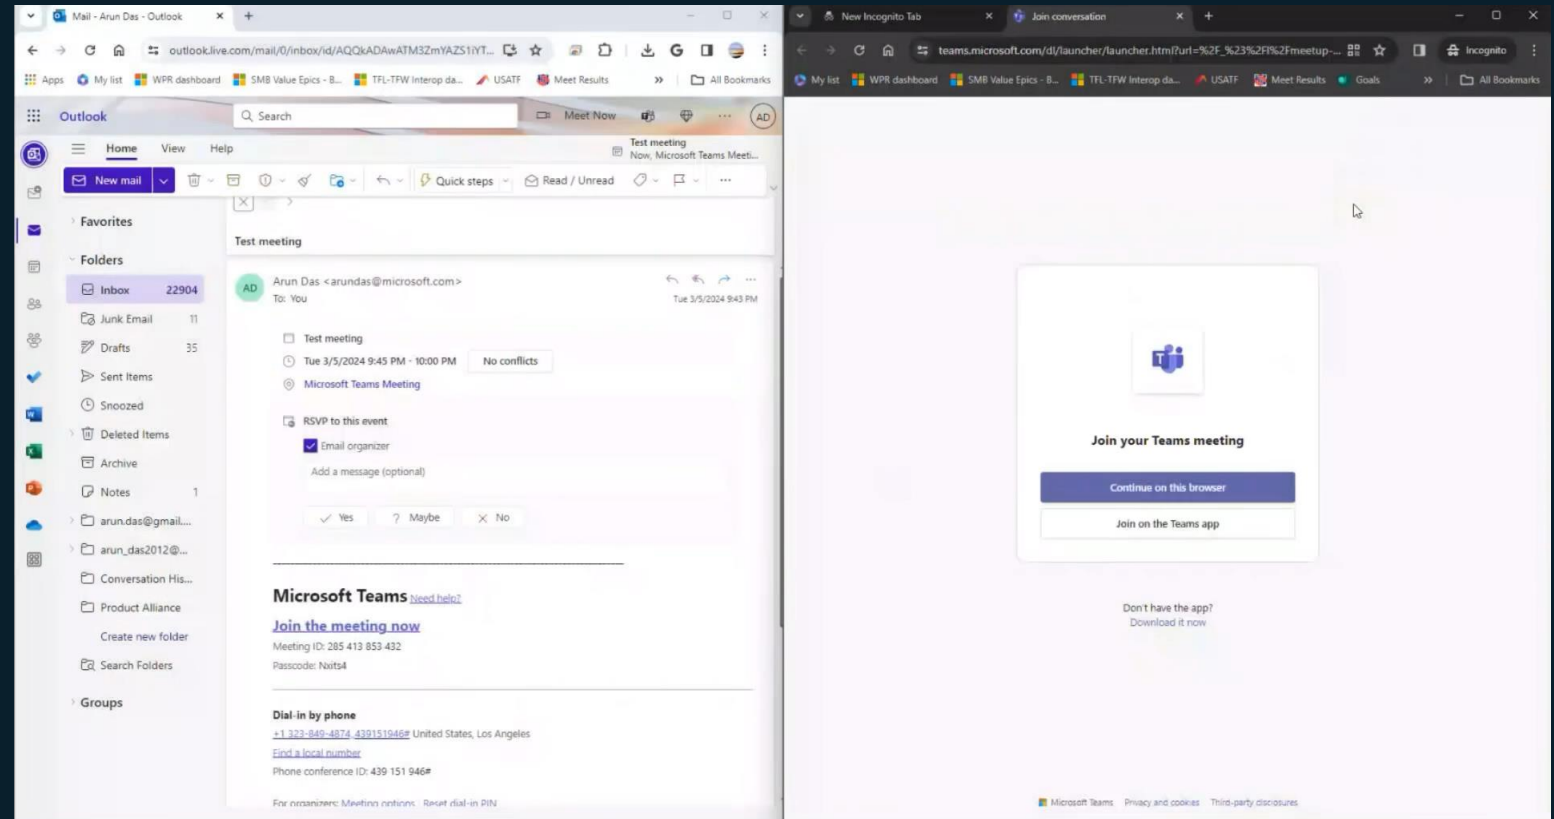 Mail - Arun Das - Outlook
outlook.live.com/mail/0/inbox/id/AQQkADAwATM3ZmYAZS1iYT...
Apps My list WPR dashboard SMB Value Epics - B... TFL-TFW Interop da... USATF Meet Results » All Bookmarks
Outlook Search Meet Now ... AD
Home View Help
Test meeting
Now, Microsoft Teams Meeti...
New mail Quick steps Read / Unread ...
Favorites
Folders
Inbox 22904
Junk Email 11
Drafts 35
Sent Items
Snoozed
Deleted Items
Archive
Notes 1
arun.das@gmail....
arun_das2012@...
Conversation His...
Product Alliance
Create new folder
Search Folders
Groups
Test meeting
AD
Arun Das <arundas@microsoft.com>
To: You
Tue 3/5/2024 9:43 PM
Test meeting
Tue 3/5/2024 9:45 PM - 10:00 PM No conflicts
Microsoft Teams Meeting
RSVP to this event
Email organizer
Add a message (optional)
Yes ? Maybe No
Microsoft Teams Need help?
Join the meeting now
Meeting ID: 285 413 853 432
Passcode: Nxits4
Dial-in by phone
+1 323-849-4874,439151946# United States, Los Angeles
Find a local number
Phone conference ID: 439 151 946#
For organizers: Meeting options Reset dial-in PIN
New Incognito Tab Join conversation
teams.microsoft.com/dl/launcher/launcher.html?url=%2F_%23%2Fl%2Fmeetup-... Incognito
My list WPR dashboard SMB Value Epics - B... TFL-TFW Interop da... USATF Meet Results Goals » All Bookmarks
T
Join your Teams meeting
Continue on this browser
Join on the Teams app
Don't have the app?
Download it now
Microsoft Teams Privacy and cookies Third-party disclosures